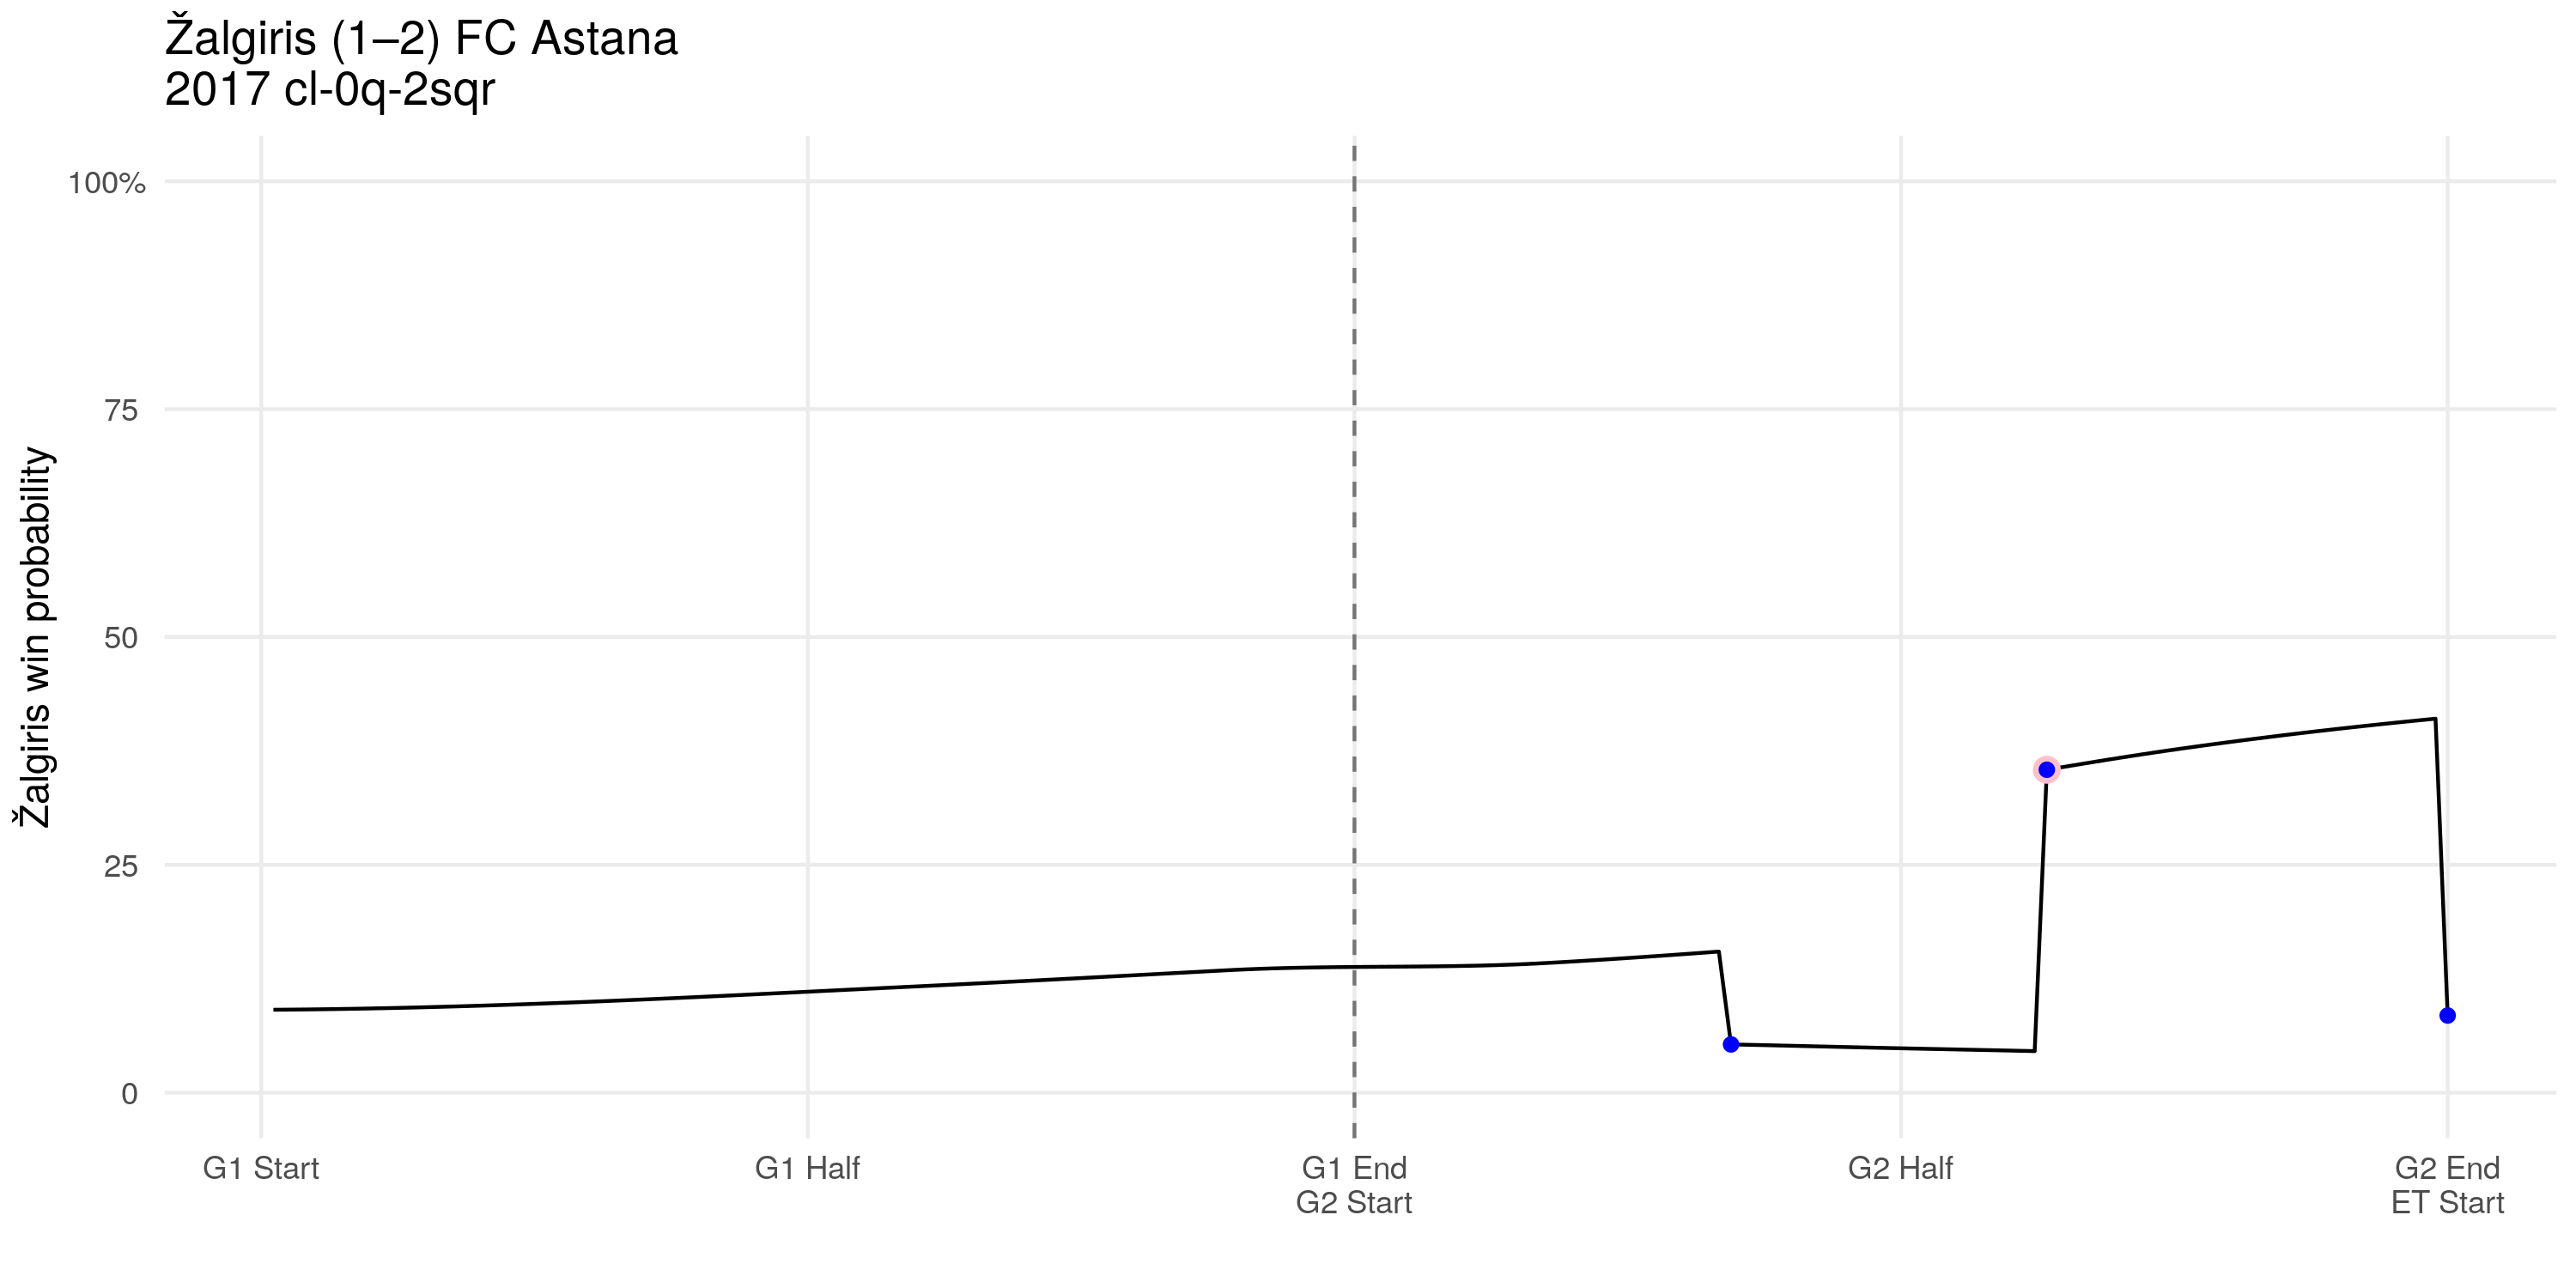 Žalgiris (1–2) FC Astana
2017 cl-0q-2sqr
Žalgiris win probability
100%
75
50
25
0
G1 Start
G1 Half
G1 End
G2 Start
G2 Half
G2 End
ET Start